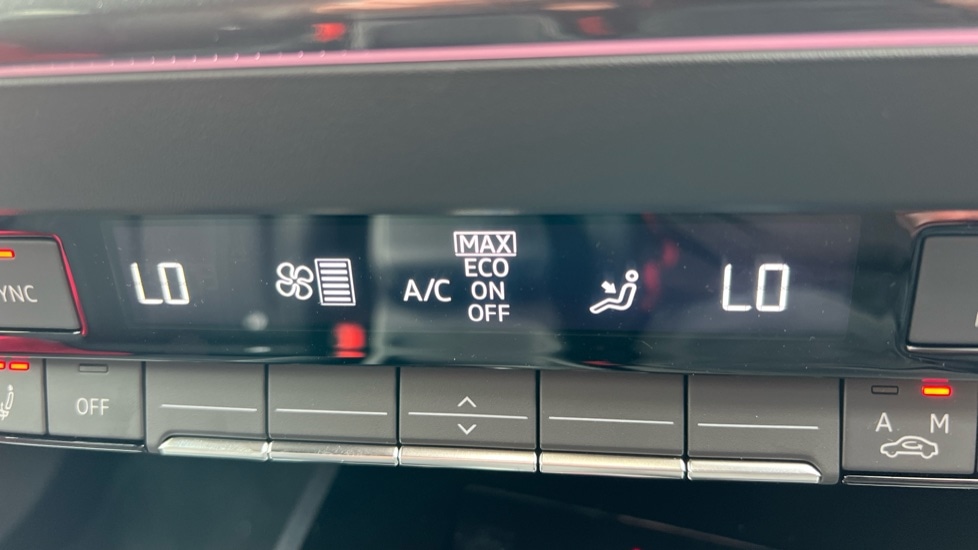 MAX
ECO
LO A/C ON LO
OFF
YNC
OFF
A M